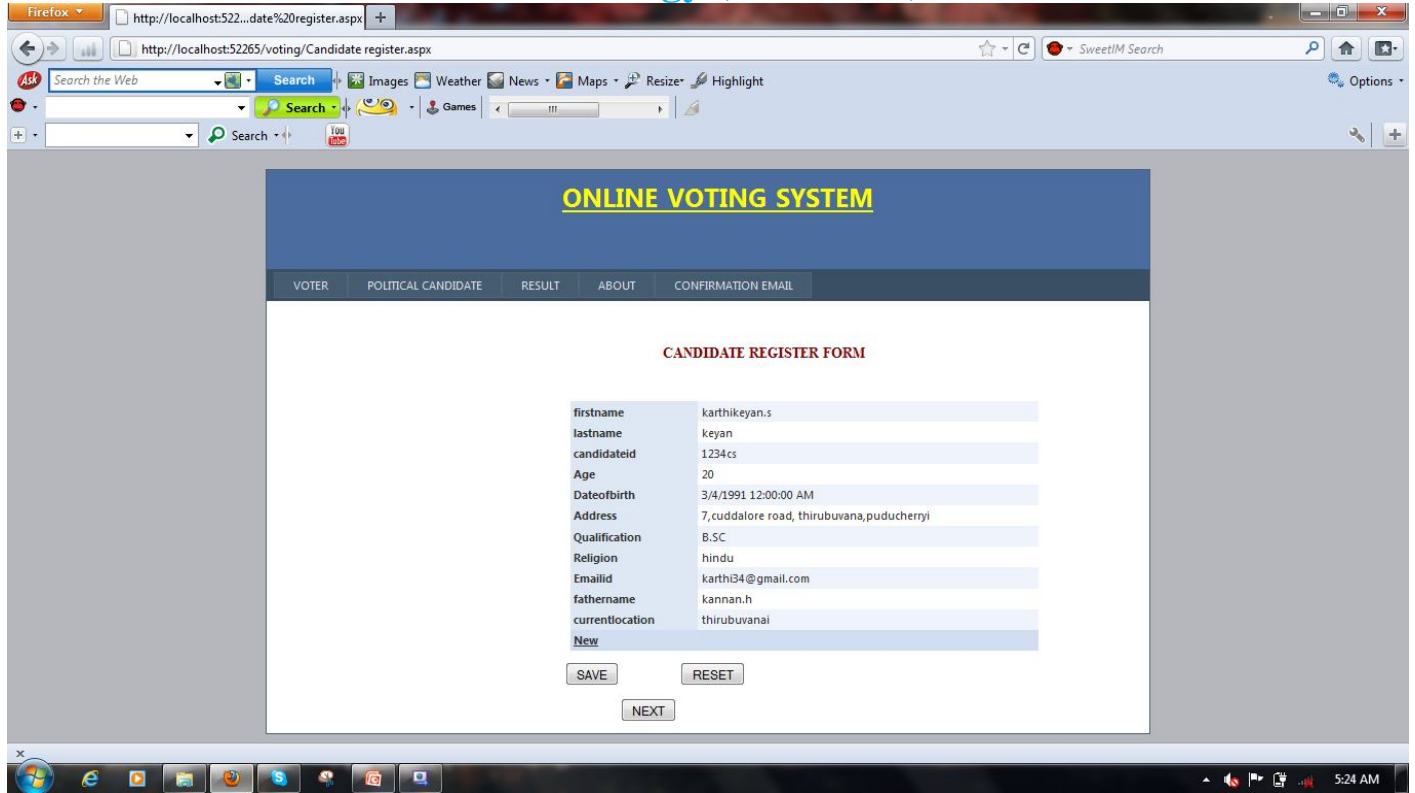 Firefox
http://localhost:522...date%20register.aspx
http://localhost:52265/voting/Candidate register.aspx
SweetIM Search
Ask Search the Web Search Images Weather News Maps Resize Highlight Options
Search Games
Search You Tube
ONLINE VOTING SYSTEM
VOTER POLITICAL CANDIDATE RESULT ABOUT CONFIRMATION EMAIL
CANDIDATE REGISTER FORM
firstname karthikeyan.s
lastname keyan
candidateid 1234cs
Age 20
Dateofbirth 3/4/1991 12:00:00 AM
Address 7,cuddalore road, thirubuvana,puducherryi
Qualification B.SC
Religion hindu
Emailid karthi34@gmail.com
fathername kannan.h
currentlocation thirubuvanai
New
SAVE RESET
NEXT
x
5:24 AM